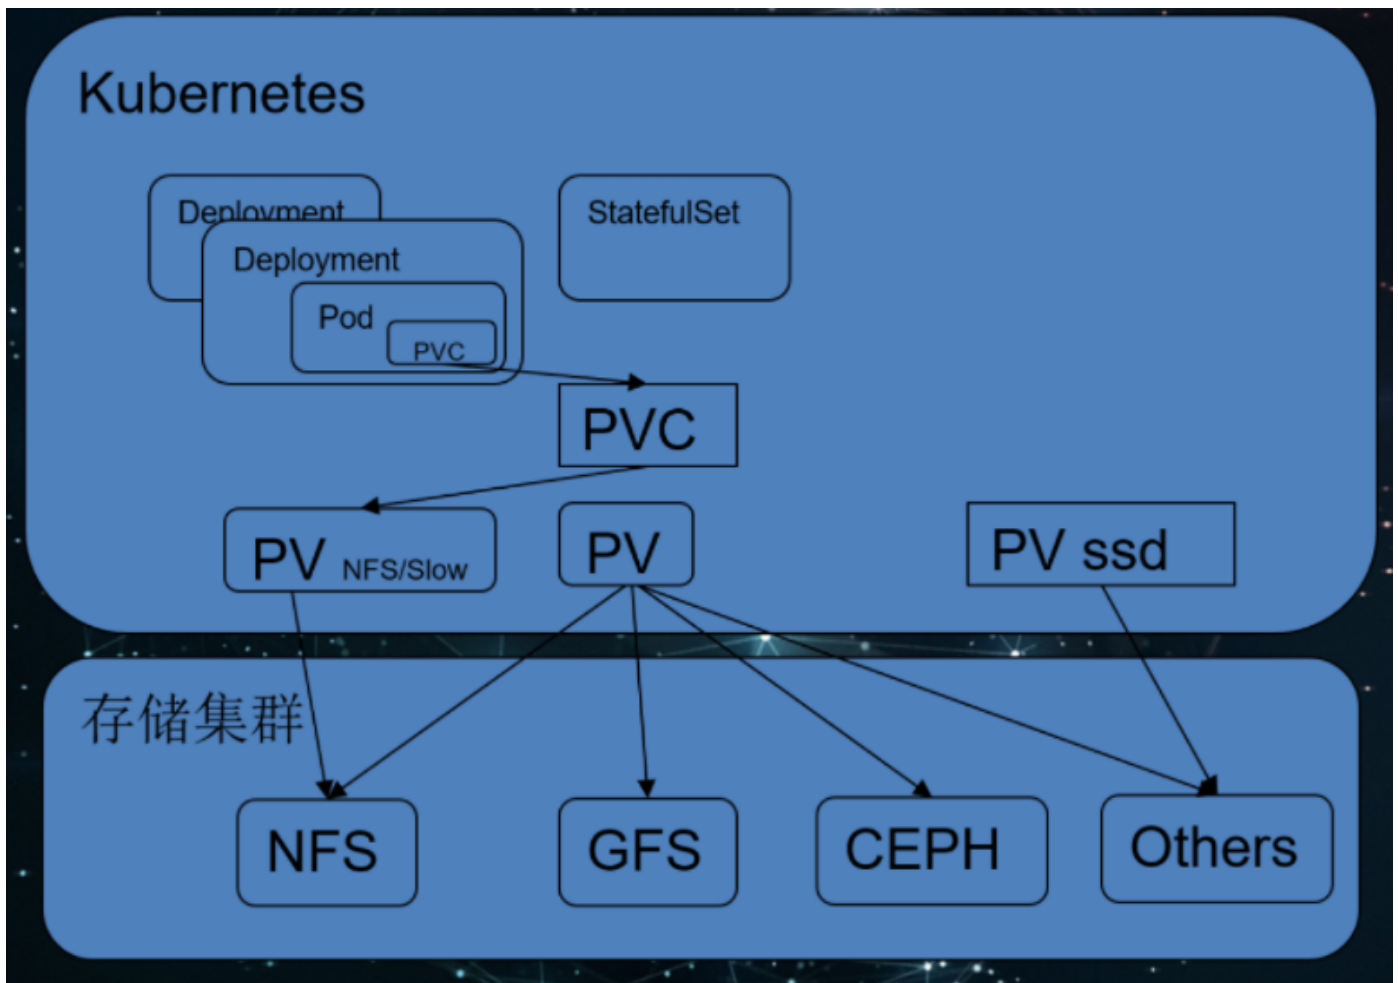 Kubernetes
Deployment
StatefulSet
Deployment
Pod
PVC
PVC
PV NFS/Slow
PV
PV ssd
存储集群
NFS
GFS
CEPH
Others